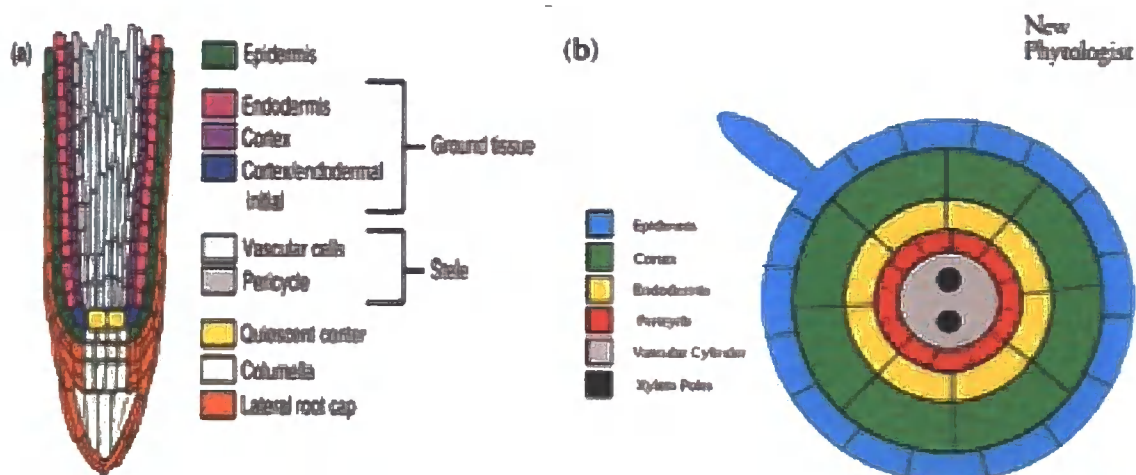 (a)
Epidermis
Endodermis
Cortex
Cortex/endodermal
initial
Ground tissue
Vascular cells
Pericycle
Stele
Quiescent center
Columella
Lateral root cap
(b)
New
Phytologist
Epidermis
Cortex
Endodermis
Pericycle
Vascular Cylinder
Xylem Poles